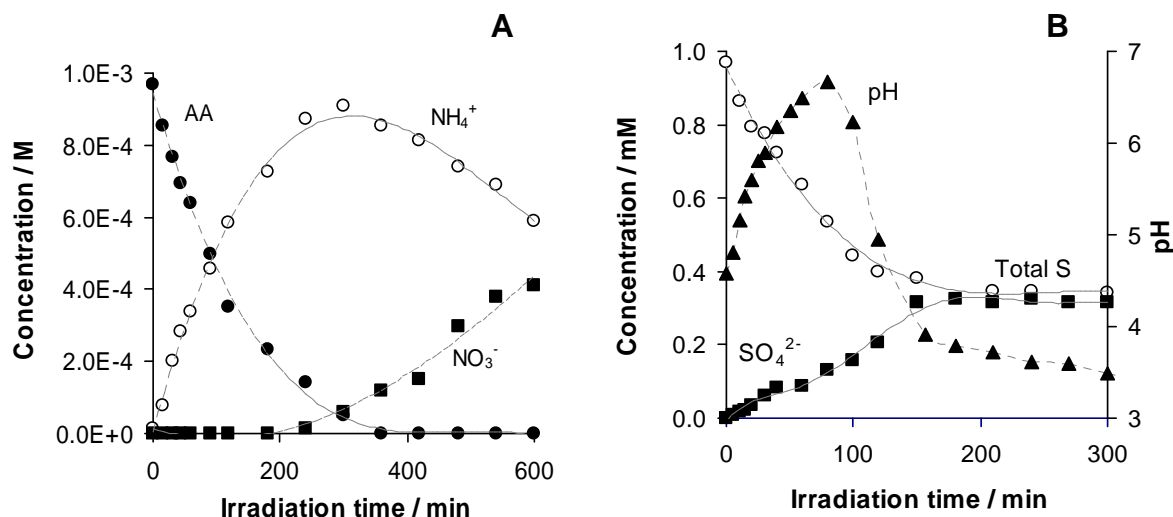 A
Concentration / M
1.0E-3
8.0E-4
6.0E-4
4.0E-4
2.0E-4
0.0E+0
AA
NH₄⁺
NO₃⁻
0 200 400 600
Irradiation time / min
B
Concentration / mM
1.0
0.8
0.6
0.4
0.2
0.0
pH
Total S
SO₄²⁻
7
6
5
4
3
pH
0 100 200 300
Irradiation time / min